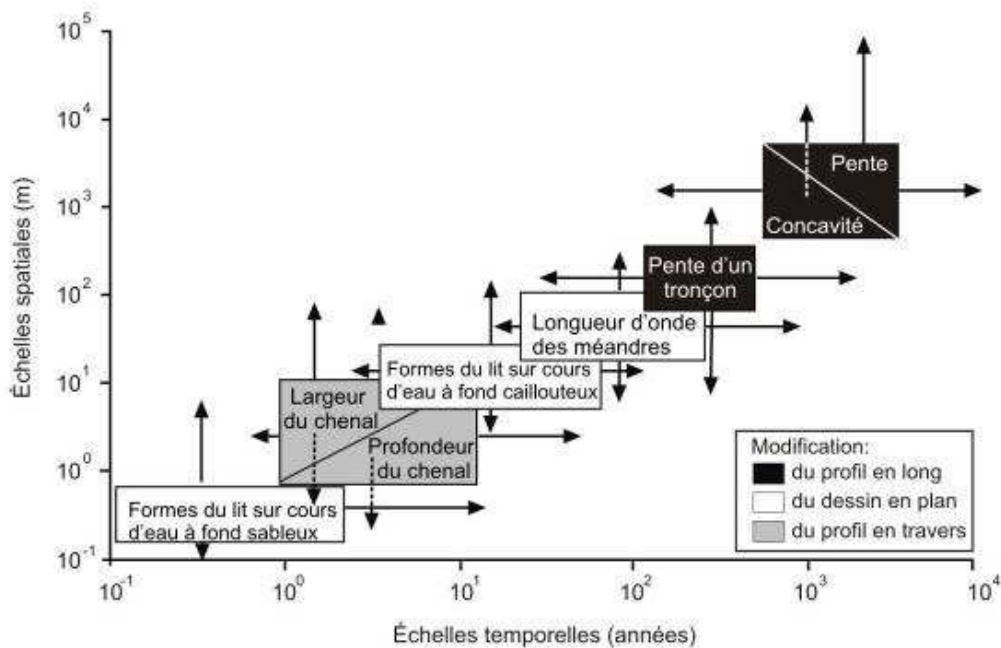 Échelles spatiales (m)
10^5
10^4
10^3
10^2
10^1
10^0
10^-1
Pente
Concavité
Pente d'un
tronçon
Longueur d'onde
des méandres
Formes du lit sur cours
d'eau à fond caillouteux
Largeur
du chenal
Profondeur
du chenal
Formes du lit sur cours
d'eau à fond sableux
Modification:
du profil en long
du dessin en plan
du profil en travers
10^-1 10^0 10^1 10^2 10^3 10^4
Échelles temporelles (années)